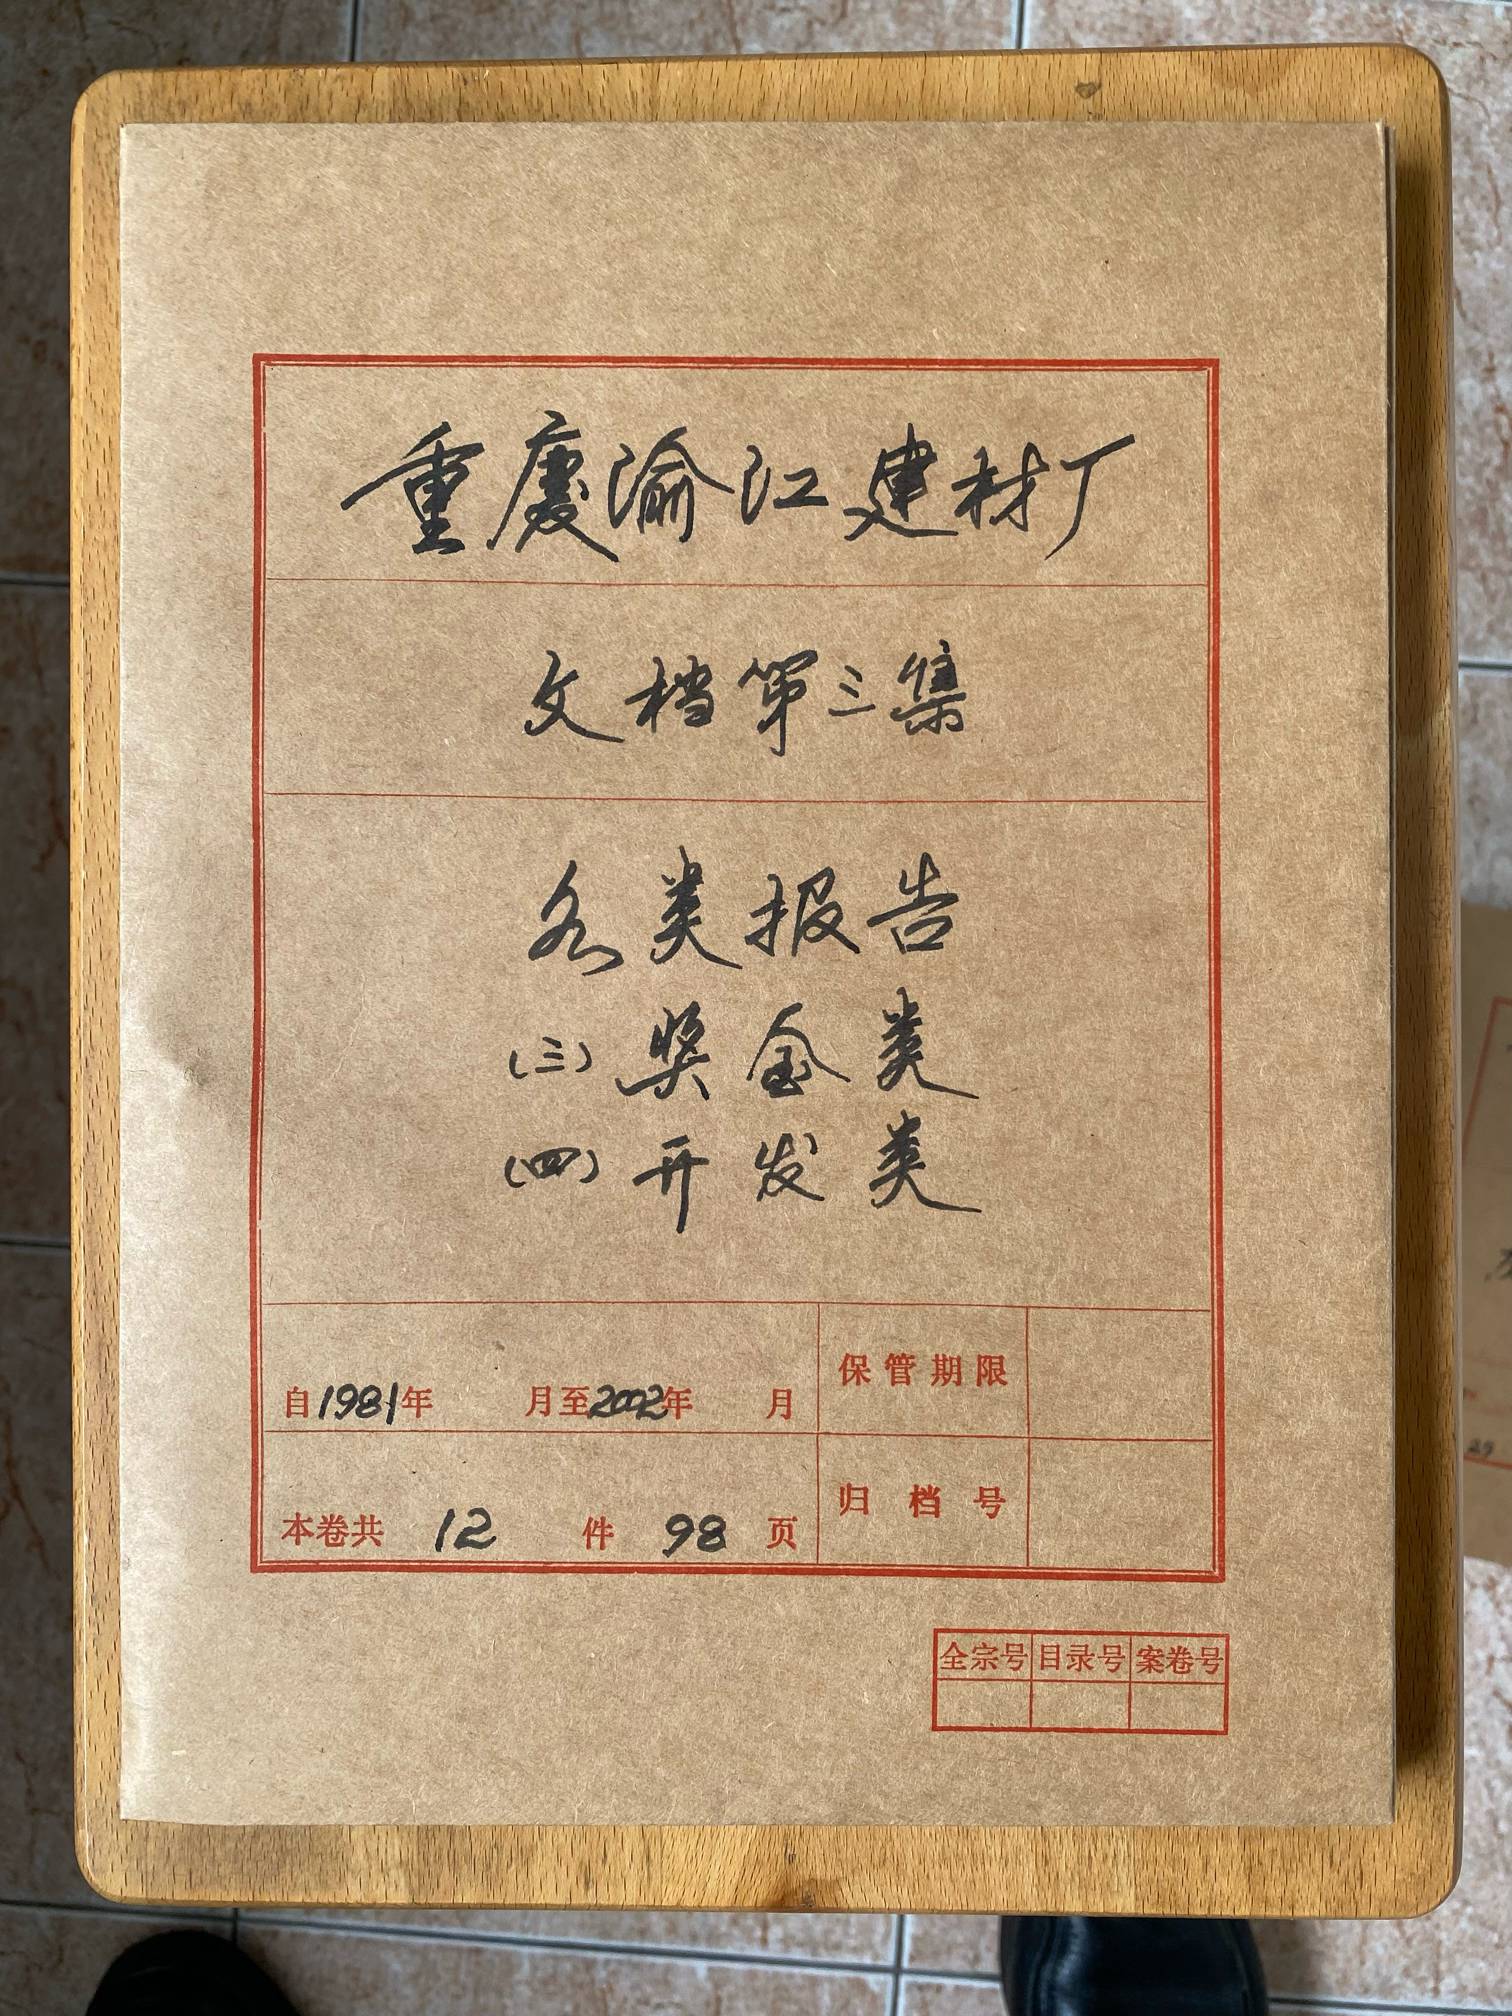 重慶渝江建材厂
文档第三集
各类报告
(三)奖金类
(四)开发类
自1981年 月至2002年 月
保管期限
本卷共 12 件 98 页
归档号
全宗号 目录号 案卷号